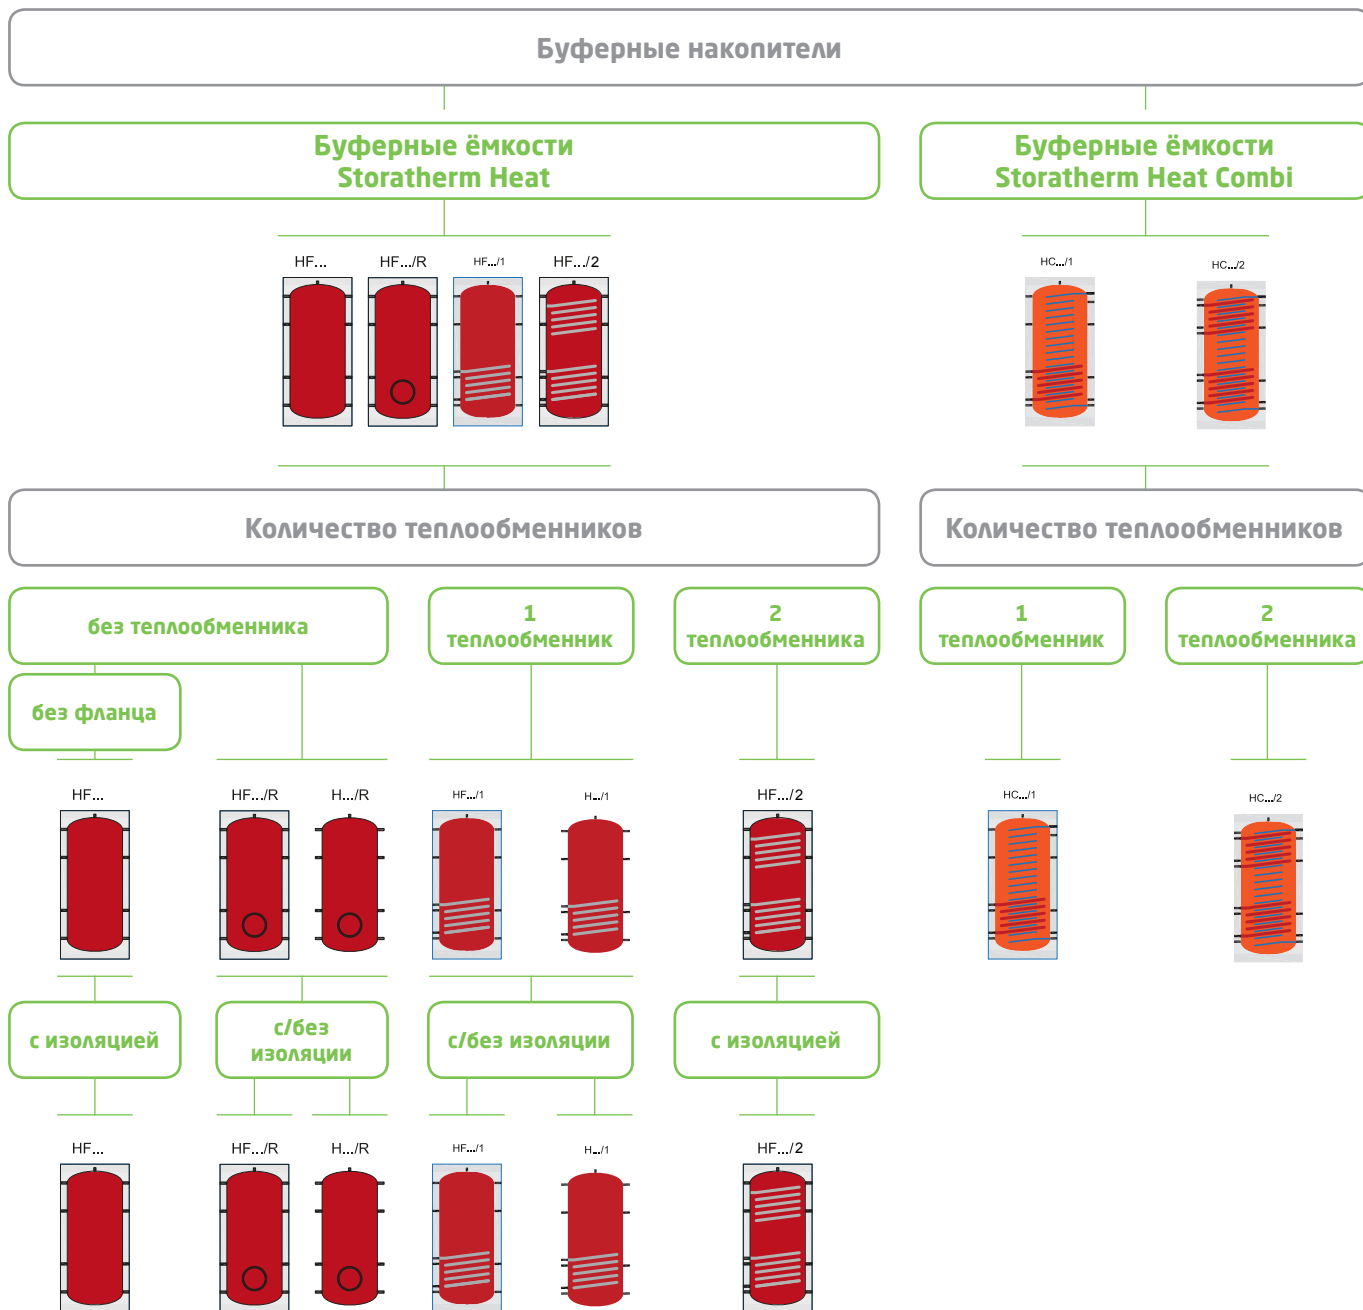 Буферные накопители
Буферные ёмкости
Storatherm Heat
Буферные ёмкости
Storatherm Heat Combi
HF...
HF.../R
HF.../1
HF.../2
HC.../1
HC.../2
Количество теплообменников
Количество теплообменников
без теплообменника
1
теплообменник
2
теплообменника
1
теплообменник
2
теплообменника
без фланца
HF...
HF.../R
H.../R
HF.../1
H.../1
HF.../2
HC.../1
HC.../2
с изоляцией
с/без
изоляции
с/без изоляции
с изоляцией
HF...
HF.../R
H.../R
HF.../1
H.../1
HF.../2